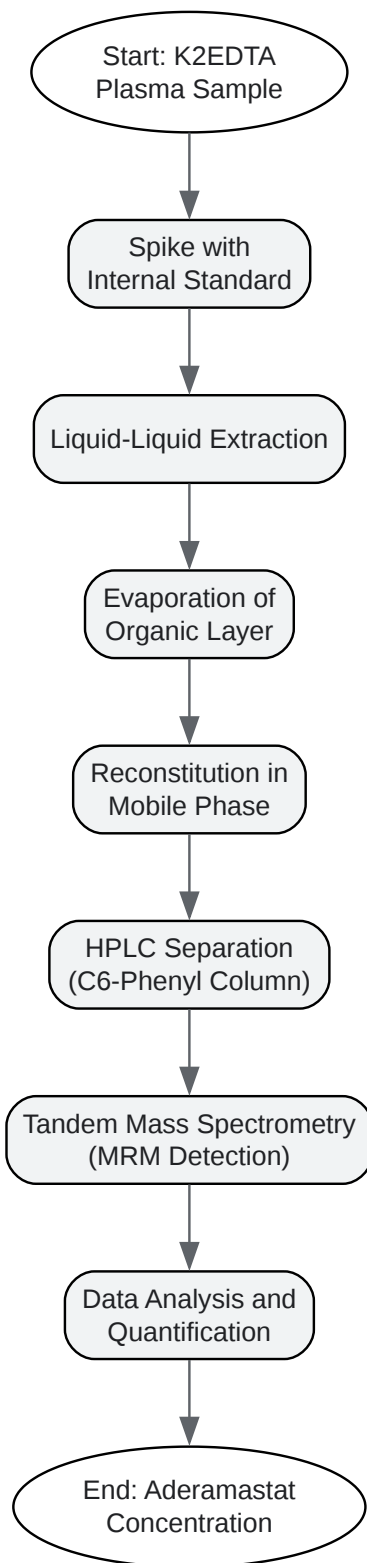 Start: K2EDTA
Plasma Sample
Spike with
Internal Standard
Liquid-Liquid Extraction
Evaporation of
Organic Layer
Reconstitution in
Mobile Phase
HPLC Separation
(C6-Phenyl Column)
Tandem Mass Spectrometry
(MRM Detection)
Data Analysis and
Quantification
End: Aderamastat
Concentration